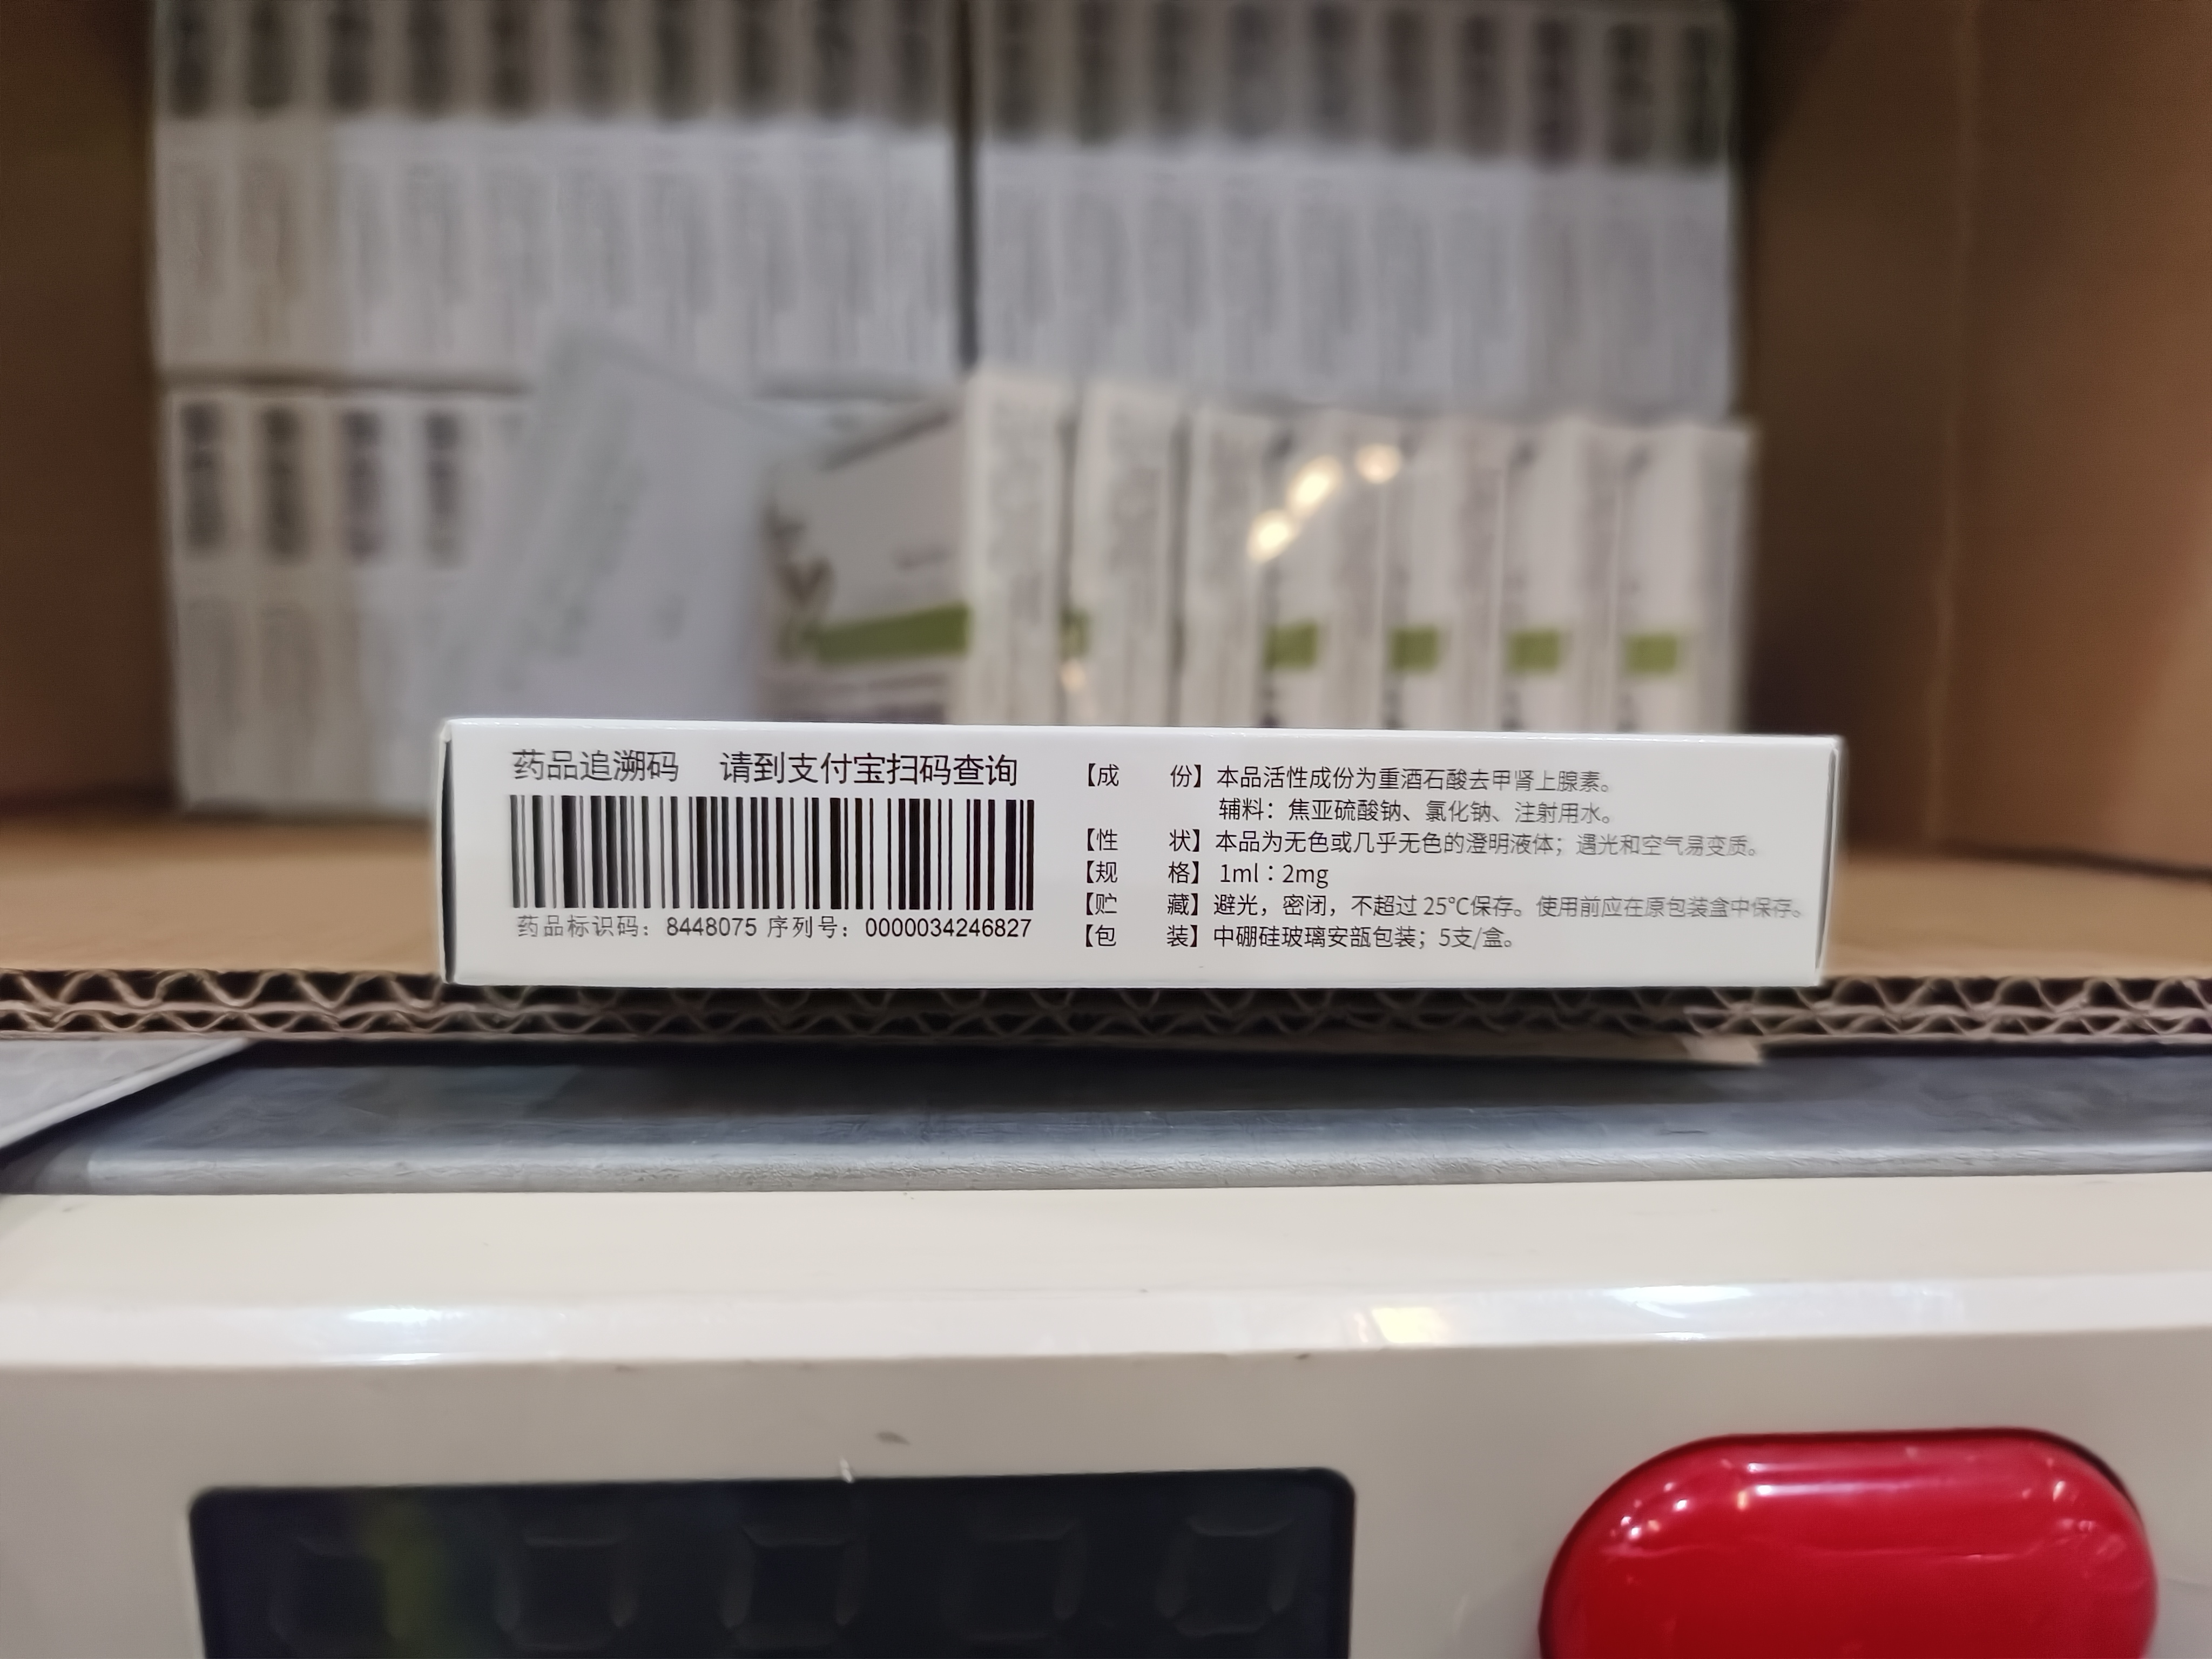 药品追溯码 请到支付宝扫码查询
药品标识码：8448075 序列号：0000034246827
【成 份】本品活性成份为重酒石酸去甲肾上腺素。
辅料：焦亚硫酸钠、氯化钠、注射用水。
【性 状】本品为无色或几乎无色的澄明液体；遇光和空气易变质。
【规 格】1ml：2mg
【贮 藏】避光，密闭，不超过 25℃保存。使用前应在原包装盒中保存。
【包 装】中硼硅玻璃安瓿包装；5支/盒。